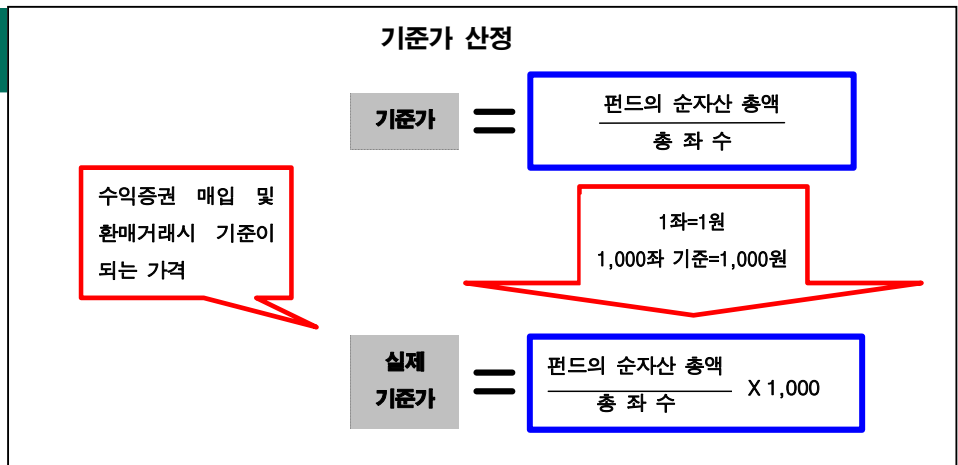 기준가 산정
기준가 = 펀드의 순자산 총액
총 좌 수
수익증권 매입 및
환매거래시 기준이
되는 가격
1좌=1원
1,000좌 기준=1,000원
실제
기준가
=
펀드의 순자산 총액
총 좌 수
X 1,000